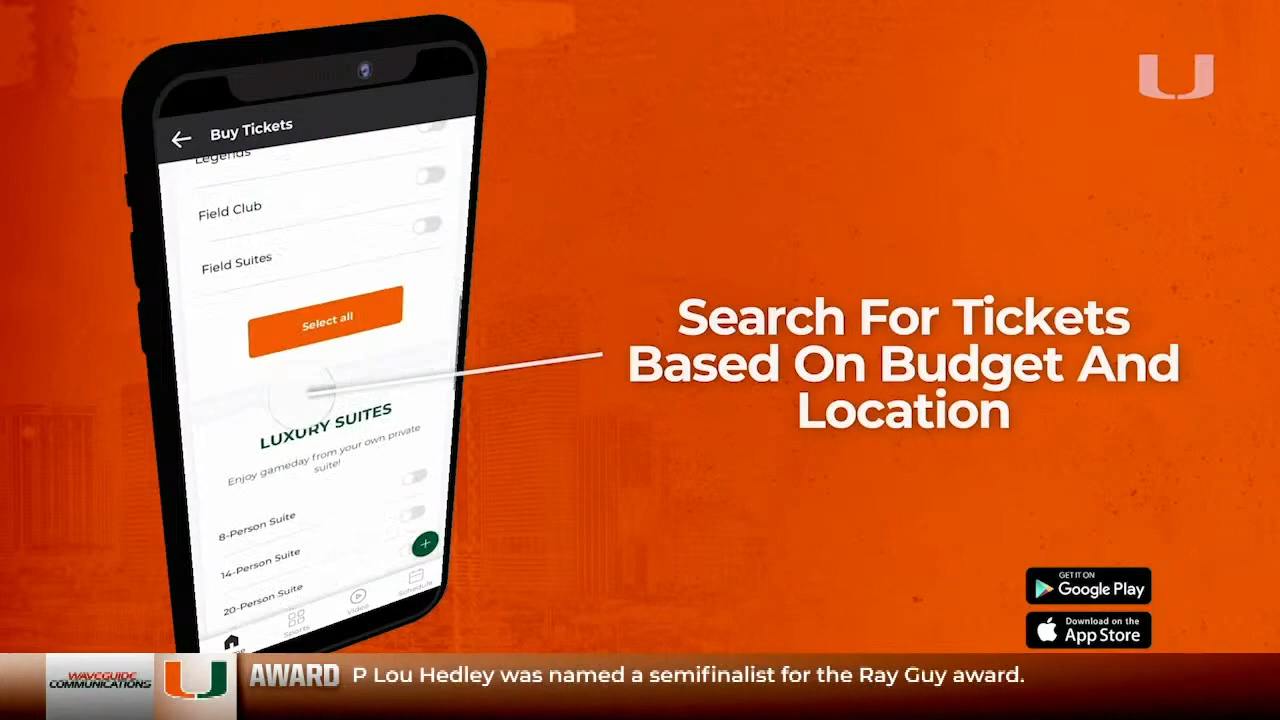 Buy Tickets
Legends
Field Club
Field Suites
Select all
LUXURY SUITES
Enjoy gameday from your own private
suite!
8-Person Suite
14-Person Suite
20-Person Suite
Sports
Video
Schedule
Search For Tickets
Based On Budget And
Location
GET IT ON
Google Play
Download on the
App Store
WAVEGUIDE
COMMUNICATIONS
U
AWARD
P Lou Hedley was named a semifinalist for the Ray Guy award.
U